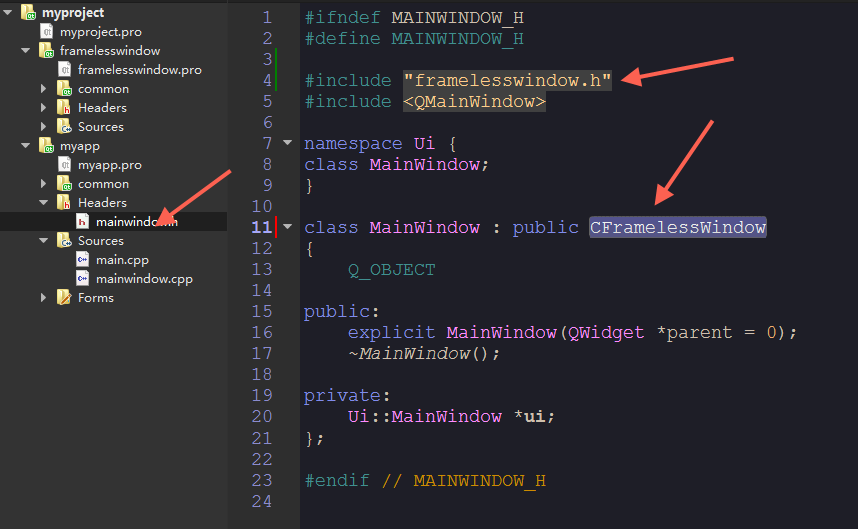 myproject
myproject.pro
framelesswindow
framelesswindow.pro
common
Headers
Sources
myapp
myapp.pro
common
Headers
Sources
main.cpp
mainwindow.cpp
Forms
1 #ifndef MAINWINDOW_H
2 #define MAINWINDOW_H
3
4 #include "framelesswindow.h"
5 #include <QMainWindow>
6
7 namespace Ui {
8 class MainWindow;
9 }
10
11 class MainWindow : public CFramelessWindow
12 {
13 Q_OBJECT
14
15 public:
16 explicit MainWindow(QWidget *parent = 0);
17 ~MainWindow();
18
19 private:
20 Ui::MainWindow *ui;
21 };
22
23 #endif // MAINWINDOW_H
24